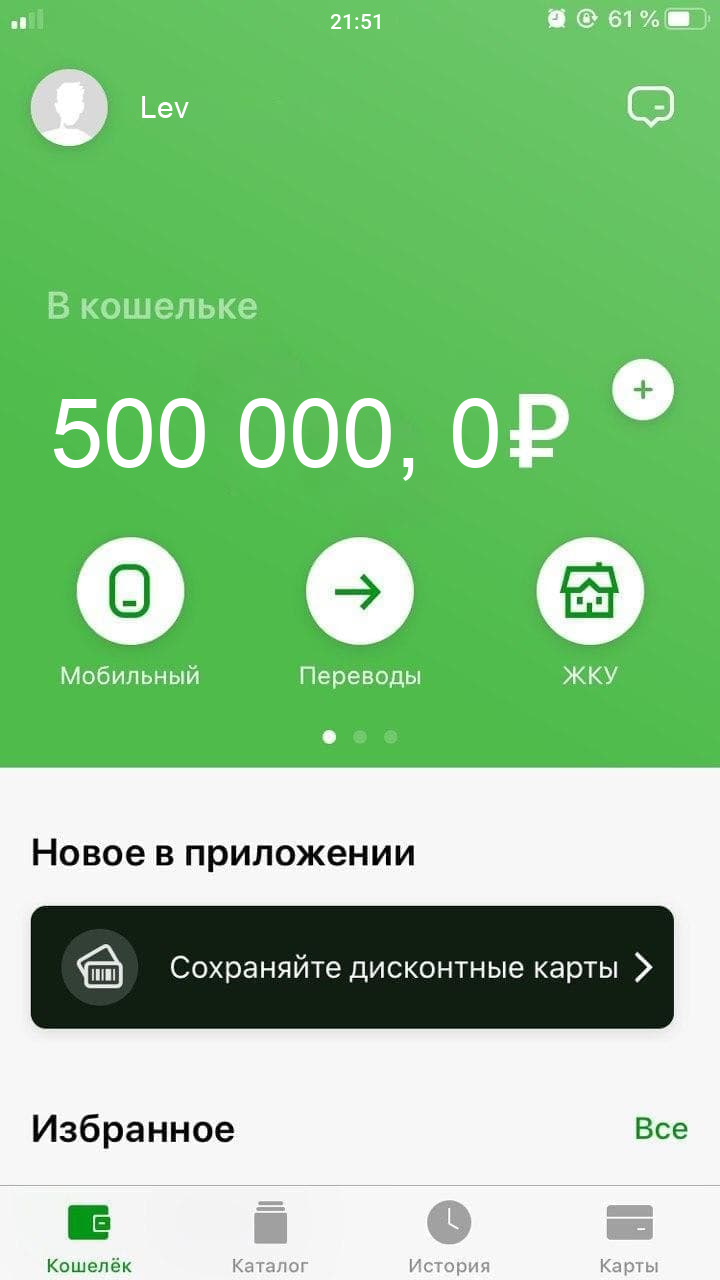 21:51
61 %
Lev
В кошельке
500 000, 0₽
Мобильный
Переводы
ЖКУ
Новое в приложении
Сохраняйте дисконтные карты
Избранное
Все
Кошелёк
Каталог
История
Карты